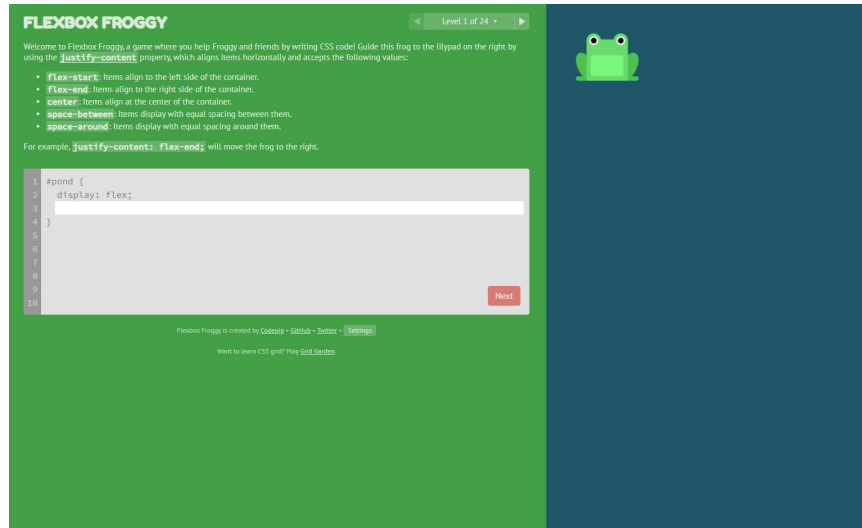 FLEXBOX FROGGY
Level 1 of 24
Welcome to Flexbox Froggy, a game where you help Froggy and friends by writing CSS code! Guide this frog to the lilypad on the right by
using the justify-content property, which aligns items horizontally and accepts the following values:
• flex-start: Items align to the left side of the container.
• flex-end: Items align to the right side of the container.
• center: Items align at the center of the container.
• space-between: Items display with equal spacing between them.
• space-around: Items display with equal spacing around them.
For example, justify-content: flex-end; will move the frog to the right.
1 #pond {
2 display: flex;
3
4 }
5
6
7
8
9
10
Next
Flexbox Froggy is created by Codepip • GitHub • Twitter • Settings
Want to learn CSS grid? Play Grid Garden.